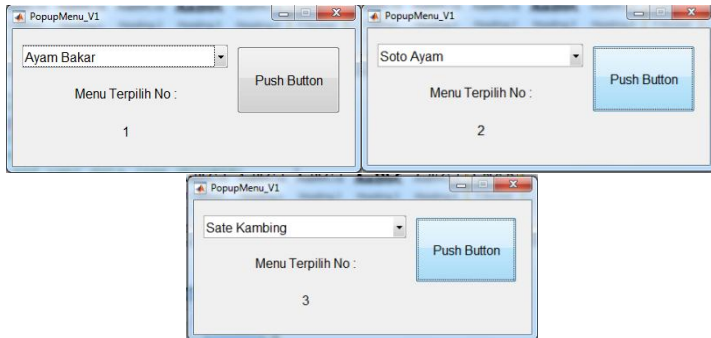 PopupMenu_V1
Ayam Bakar
Push Button
Menu Terpilih No :
1
PopupMenu_V1
Soto Ayam
Push Button
Menu Terpilih No :
2
PopupMenu_V1
Sate Kambing
Push Button
Menu Terpilih No :
3